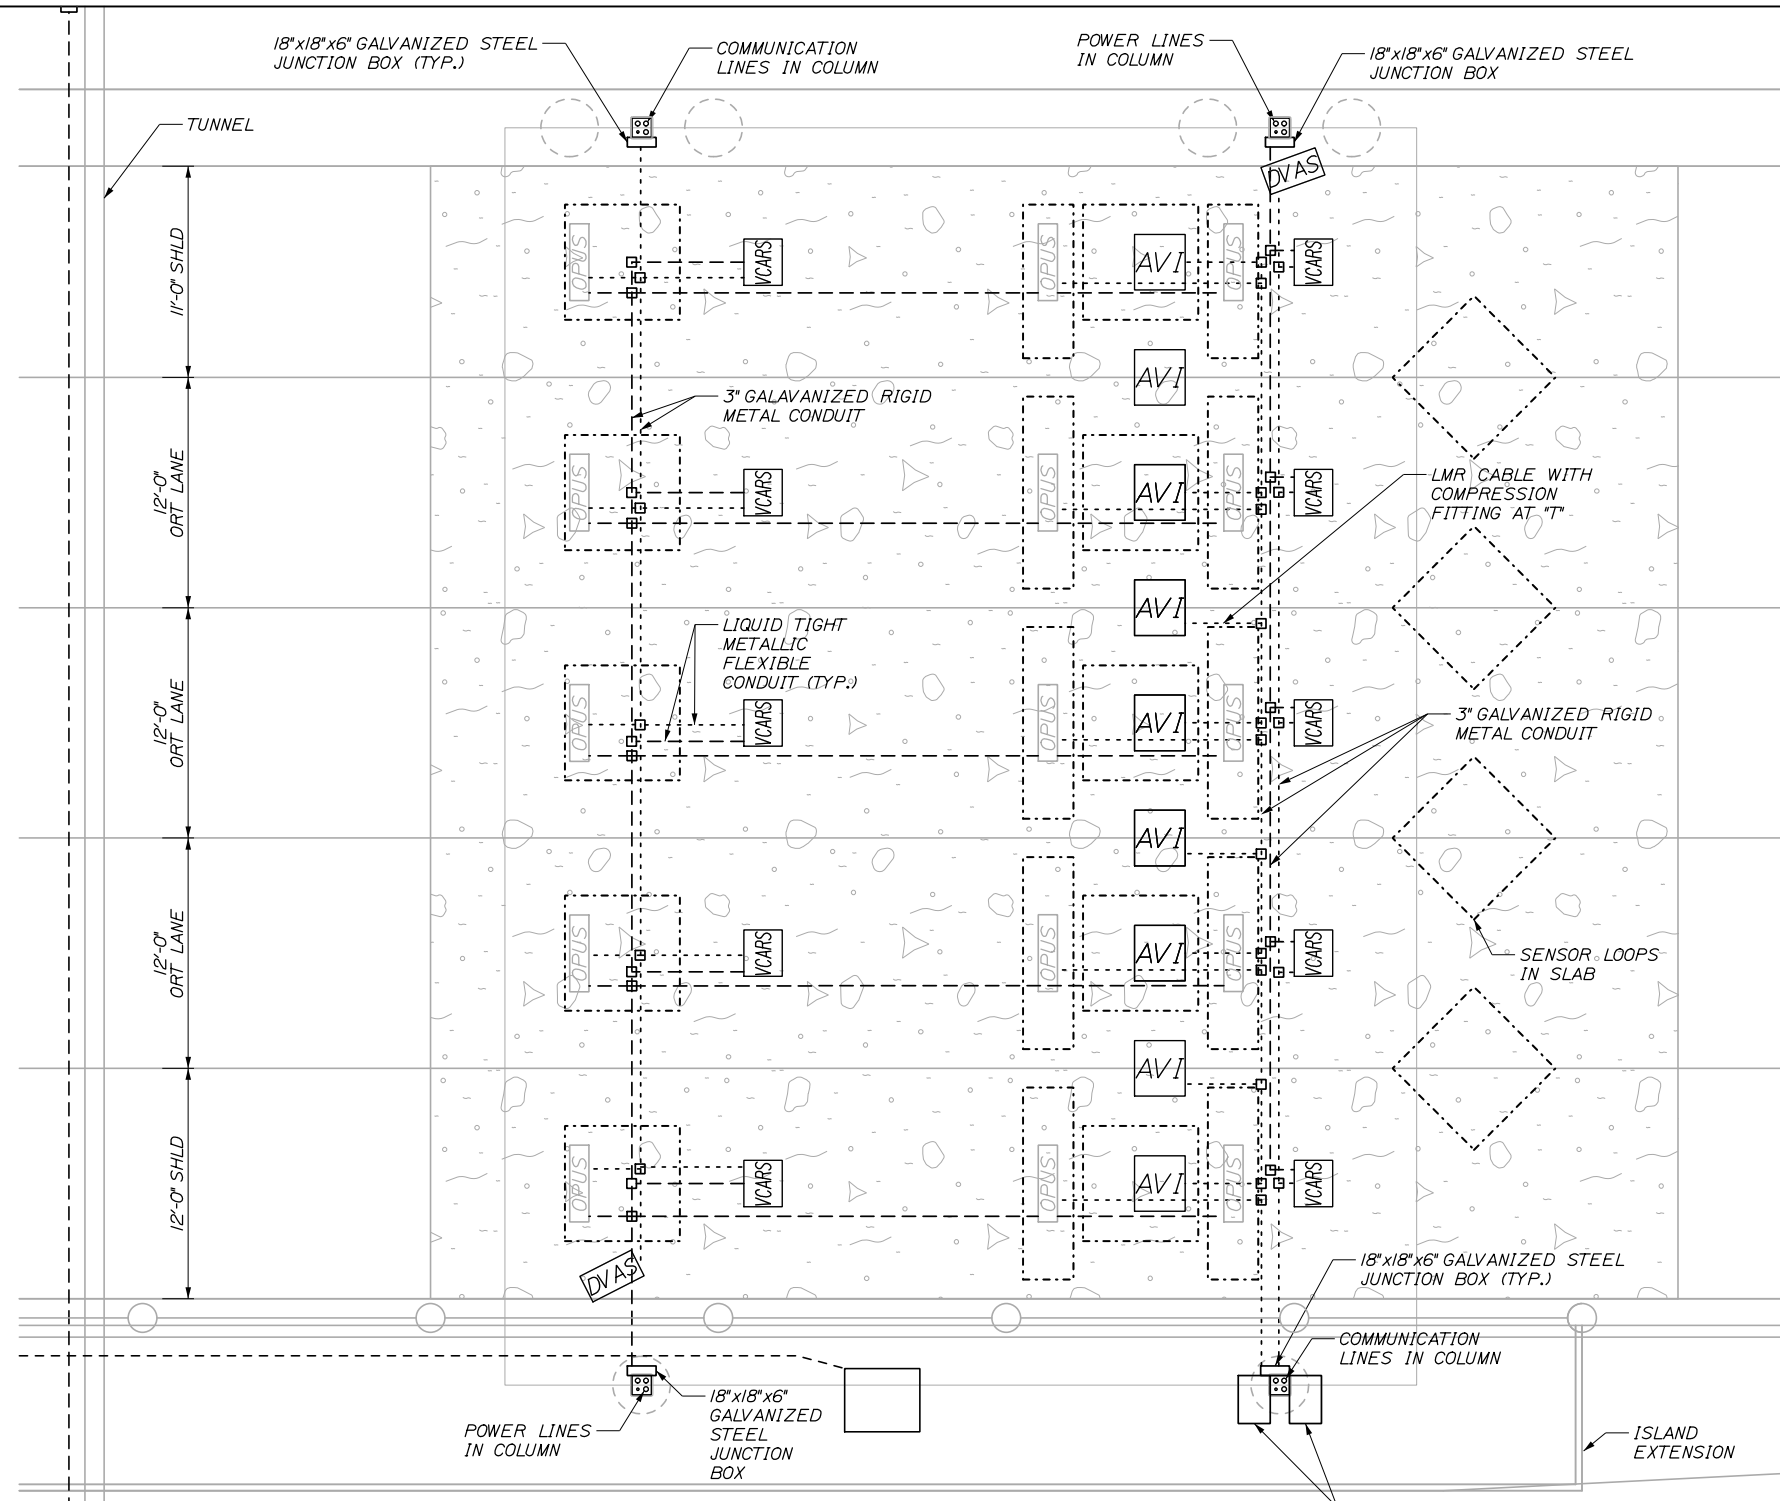 18"x18"x6" GALVANIZED STEEL
JUNCTION BOX (TYP.)
COMMUNICATION
LINES IN COLUMN
POWER LINES
IN COLUMN
18"x18"x6" GALVANIZED STEEL
JUNCTION BOX
TUNNEL
DVAS
11'-0" SHLD
OPUS
VCARS
OPUS
AVI
OPUS
VCARS
AVI
3" GALAVANIZED RIGID
METAL CONDUIT
12'-0"
ORT LANE
OPUS
VCARS
OPUS
AVI
OPUS
VCARS
LMR CABLE WITH
COMPRESSION
FITTING AT "T"
AVI
LIQUID TIGHT
METALLIC
FLEXIBLE
CONDUIT (TYP.)
12'-0"
ORT LANE
OPUS
VCARS
OPUS
AVI
OPUS
VCARS
3" GALVANIZED RIGID
METAL CONDUIT
AVI
12'-0"
ORT LANE
OPUS
VCARS
OPUS
AVI
OPUS
VCARS
SENSOR LOOPS
IN SLAB
AVI
12'-0" SHLD
OPUS
VCARS
OPUS
AVI
OPUS
VCARS
DVAS
18"x18"x6" GALVANIZED STEEL
JUNCTION BOX (TYP.)
COMMUNICATION
LINES IN COLUMN
POWER LINES
IN COLUMN
18"x18"x6"
GALVANIZED
STEEL
JUNCTION
BOX
ISLAND
EXTENSION